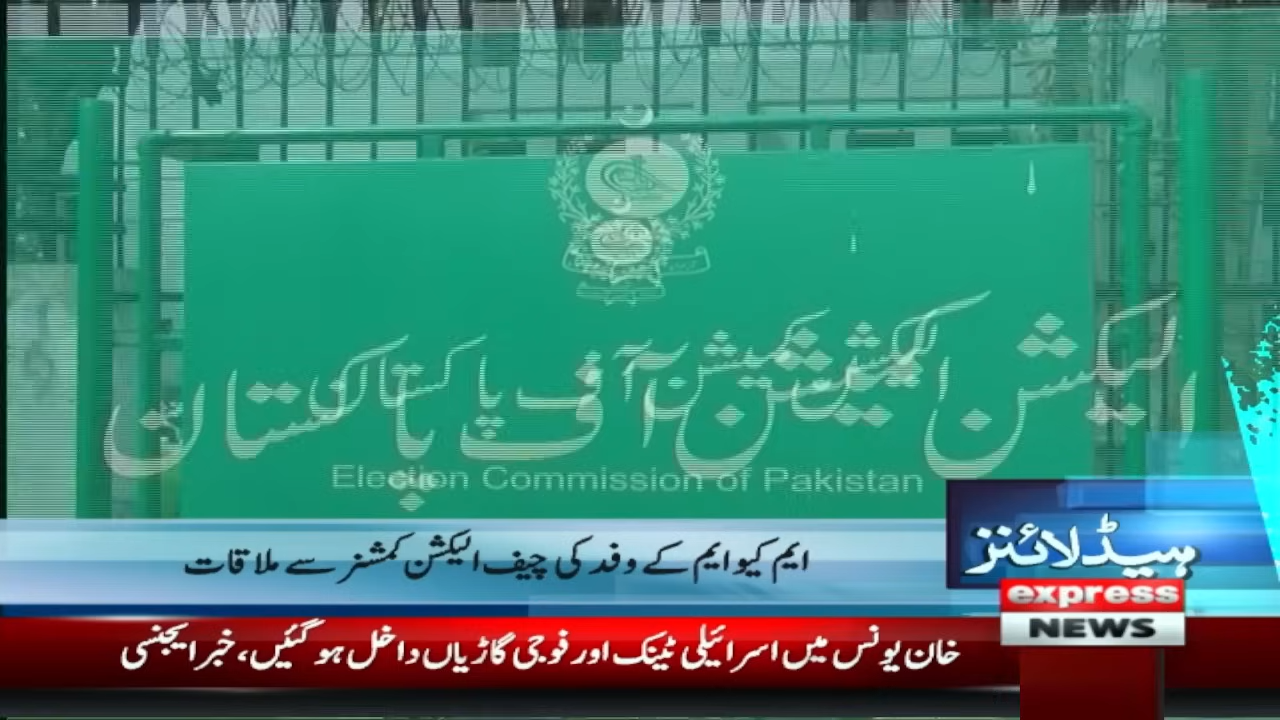 الیکشن کمیشن آف پاکستان
Election Commission of Pakistan
ہیڈلائنز
ایم کیو ایم کے وفد کی چیف الیکشن کمشنر سے ملاقات
express
NEWS
خان یونس میں اسرائیلی ٹینک اور فوجی گاڑیاں داخل ہو گئیں، خبر ایجنسی